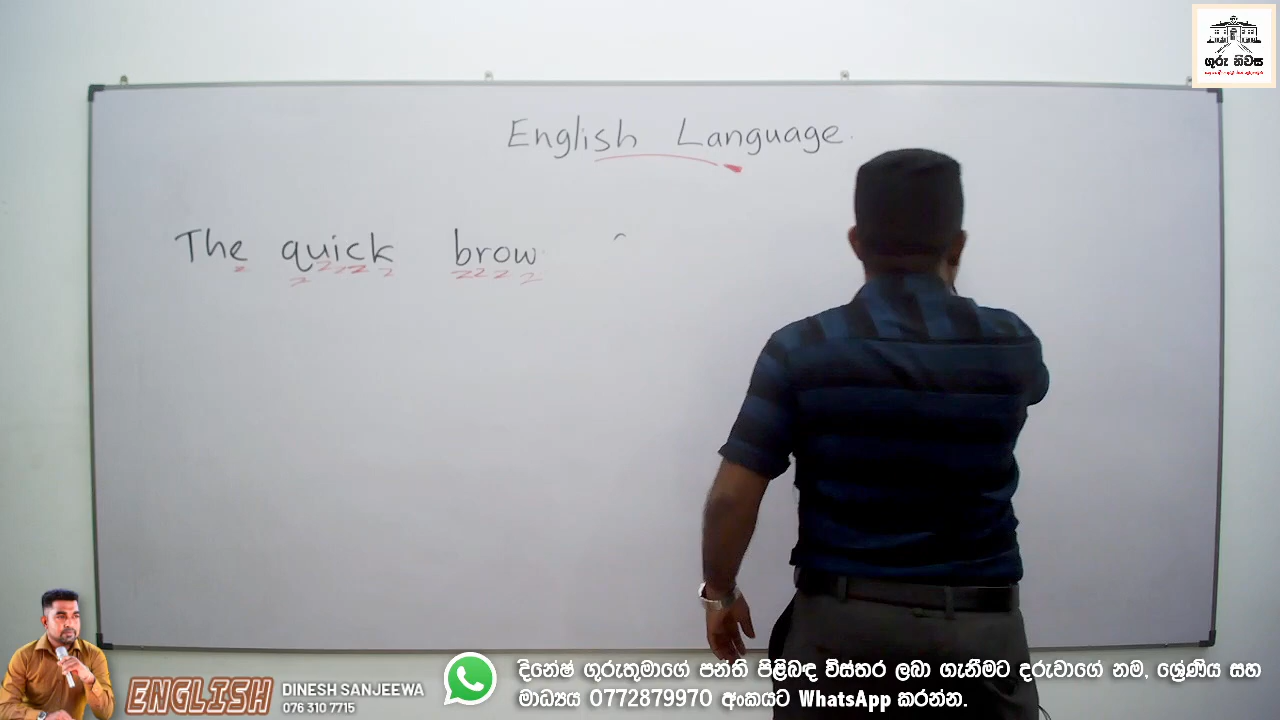 ගුරු නිවස
English Language.
The quick brow
ENGLISH
DINESH SANJEEWA
076 310 7715
දිනේෂ් ගුරුතුමාගේ පන්ති පිළිබඳ විස්තර ලබා ගැනීමට දරුවාගේ නම, ශ්‍රේණිය සහ
මාධ්‍යය 0772879970 අංකයට WhatsApp කරන්න.